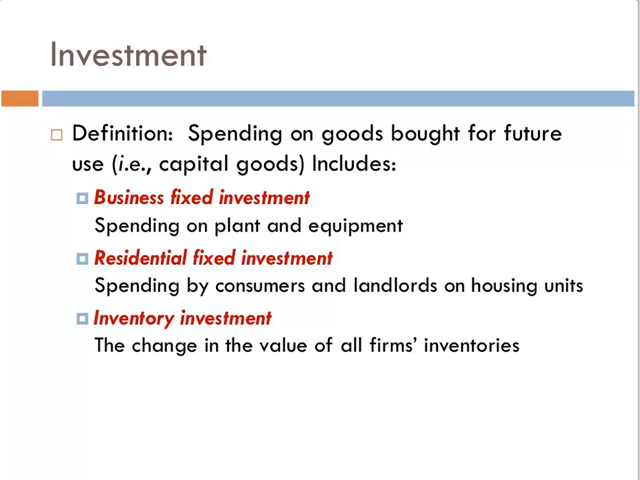 Investment
Definition:  Spending on goods bought for future
use (i.e., capital goods) Includes:
Business fixed investment
Spending on plant and equipment
Residential fixed investment
Spending by consumers and landlords on housing units
Inventory investment
The change in the value of all firms’ inventories